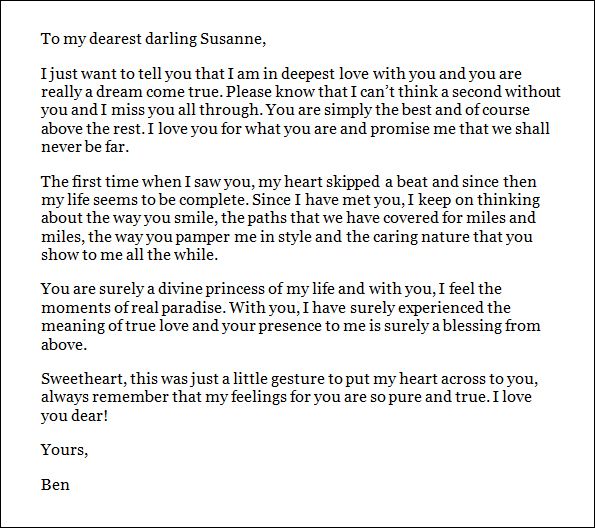 To my dearest darling Susanne,
I just want to tell you that I am in deepest love with you and you are
really a dream come true. Please know that I can’t think a second without
you and I miss you all through. You are simply the best and of course
above the rest. I love you for what you are and promise me that we shall
never be far.
The first time when I saw you, my heart skipped a beat and since then
my life seems to be complete. Since I have met you, I keep on thinking
about the way you smile, the paths that we have covered for miles and
miles, the way you pamper me in style and the caring nature that you
show to me all the while.
You are surely a divine princess of my life and with you, I feel the
moments of real paradise. With you, I have surely experienced the
meaning of true love and your presence to me is surely a blessing from
above.
Sweetheart, this was just a little gesture to put my heart across to you,
always remember that my feelings for you are so pure and true. I love
you dear!
Yours,
Ben